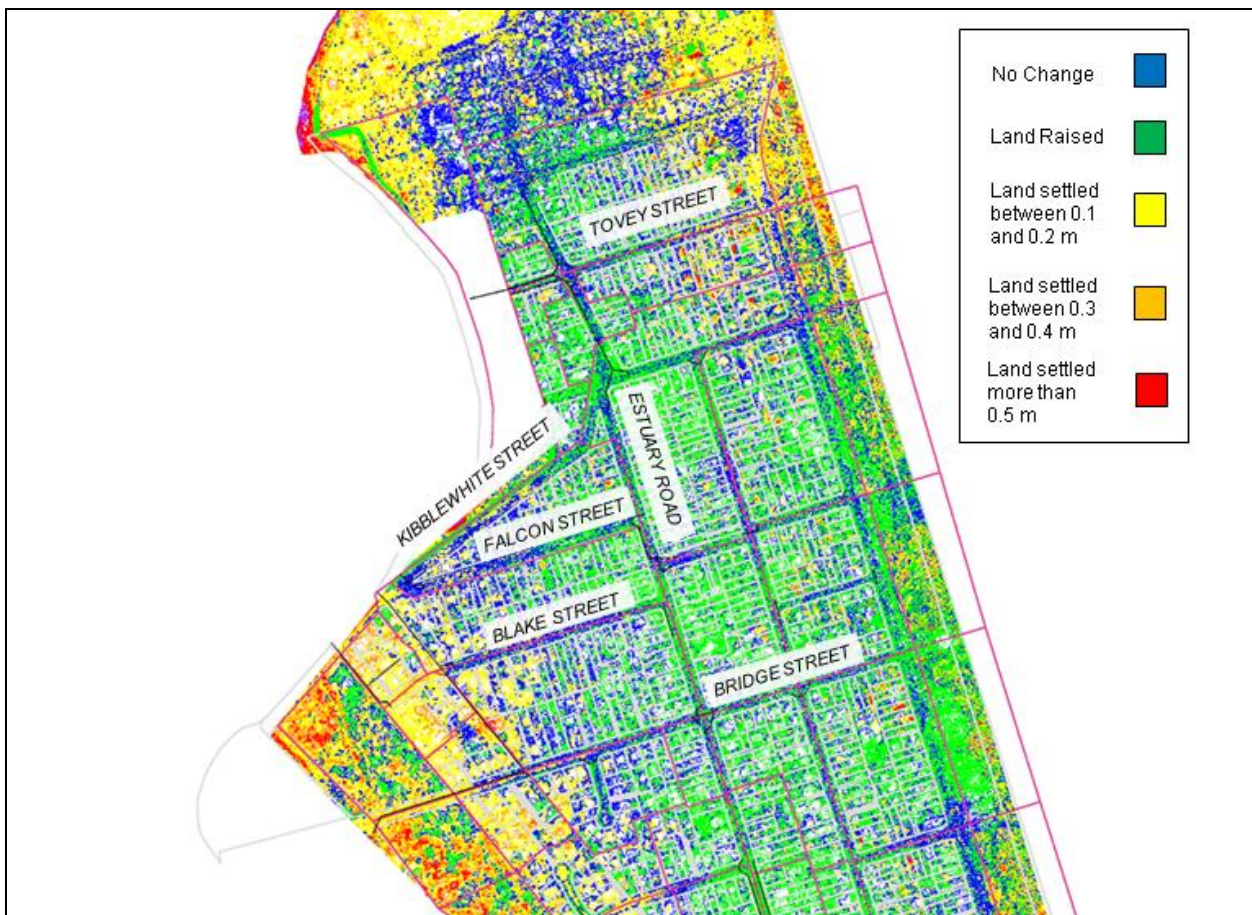 No Change
Land Raised
Land settled
between 0.1
and 0.2 m
Land settled
between 0.3
and 0.4 m
Land settled
more than
0.5 m
TOVEY STREET
ESTUARY ROAD
KIBBLEWHITE STREET
FALCON STREET
BLAKE STREET
BRIDGE STREET